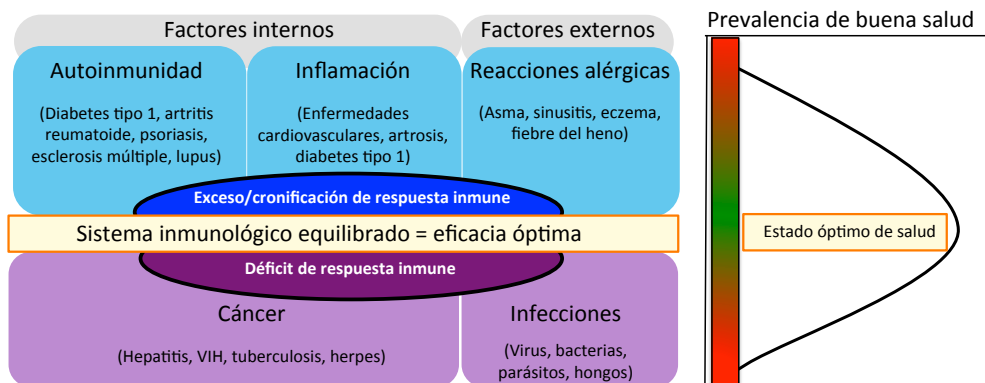 Factores internos
Factores externos
Prevalencia de buena salud
Autoinmunidad
(Diabetes tipo 1, artritis
reumatoide, psoriasis,
esclerosis múltiple, lupus)
Inflamación
(Enfermedades
cardiovasculares, artrosis,
diabetes tipo 1)
Reacciones alérgicas
(Asma, sinusitis, eczema,
fiebre del heno)
Exceso/cronificación de respuesta inmune
Sistema inmunológico equilibrado = eficacia óptima
Estado óptimo de salud
Déficit de respuesta inmune
Cáncer
(Hepatitis, VIH, tuberculosis, herpes)
Infecciones
(Virus, bacterias,
parásitos, hongos)